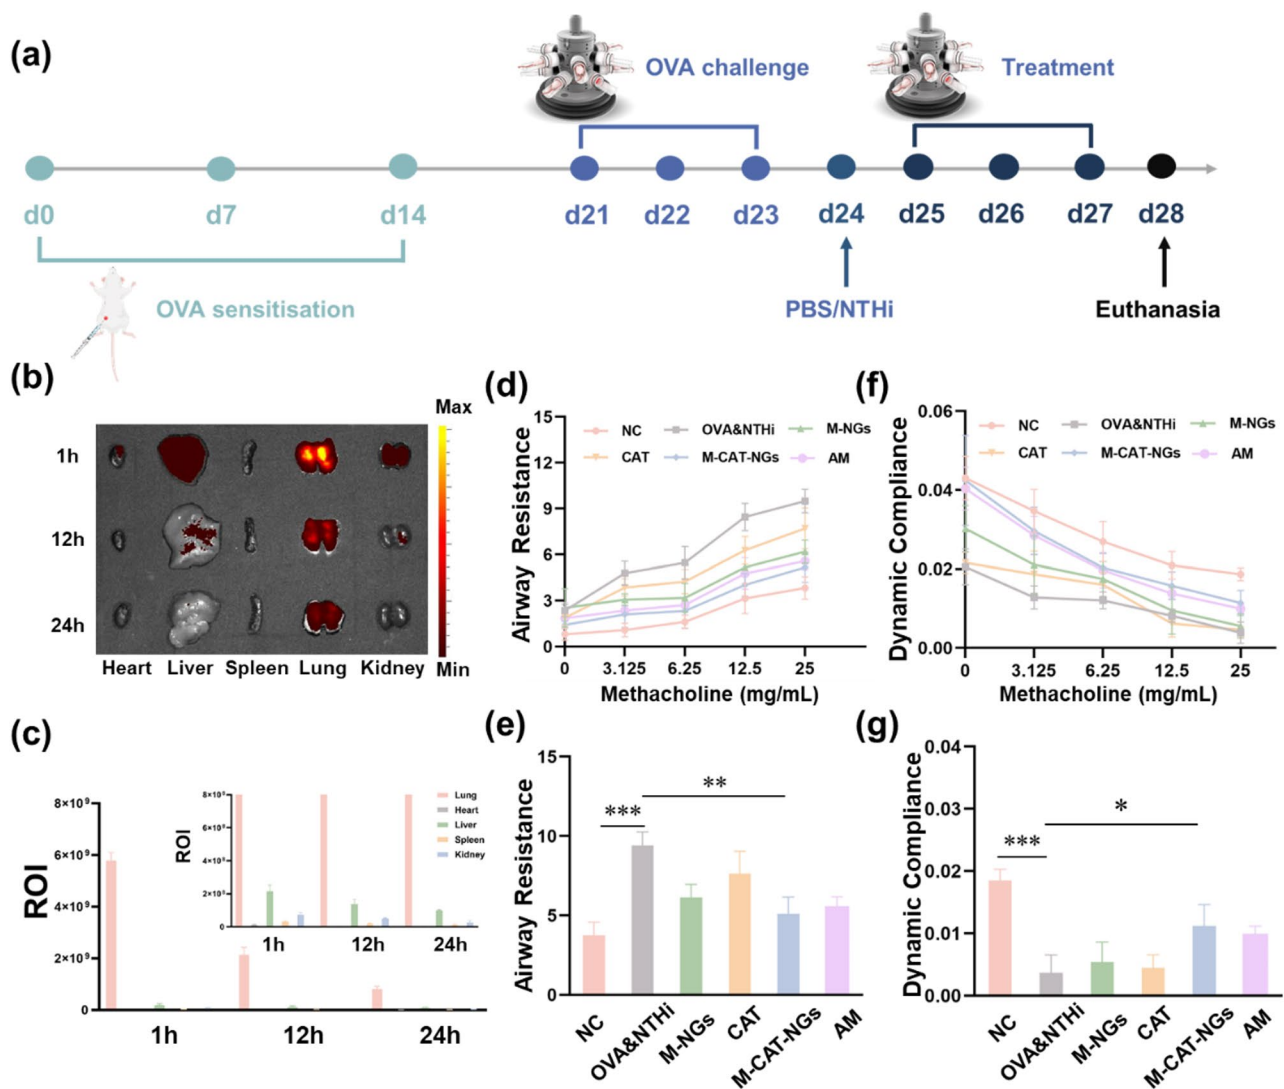 (a)
OVA challenge
Treatment
d0
d7
d14
d21
d22
d23
d24
d25
d26
d27
d28
OVA sensitisation
PBS/NTHi
Euthanasia
(b)
Max
1h
12h
24h
Min
Heart Liver Spleen Lung Kidney
(d)
15
12
9
6
3
0
Airway Resistance
NC OVA&NTHi M-NGs
CAT M-CAT-NGs AM
0 3.125 6.25 12.5 25
Methacholine (mg/mL)
(f)
0.06
0.04
0.02
0.00
Dynamic Compliance
NC OVA&NTHi M-NGs
CAT M-CAT-NGs AM
0 3.125 6.25 12.5 25
Methacholine (mg/mL)
(c)
8×10⁹
6×10⁹
4×10⁹
2×10⁹
0
ROI
1h 12h 24h
ROI
0
1h 12h 24h
Lung
Heart
Liver
Spleen
Kidney
(e)
15
10
5
0
Airway Resistance
***
**
NC
OVA&NTHi
M-NGs
CAT
M-CAT-NGs
AM
(g)
0.04
0.03
0.02
0.01
0.00
Dynamic Compliance
***
*
NC
OVA&NTHi
M-NGs
CAT
M-CAT-NGs
AM